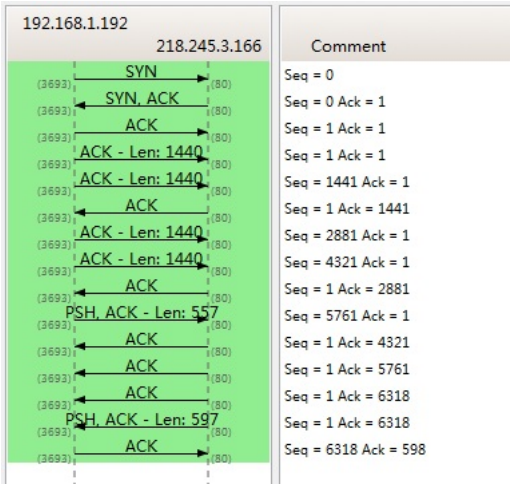 192.168.1.192
218.245.3.166 Comment
SYN Seq = 0
(3693) (80)
SYN, ACK Seq = 0 Ack = 1
(3693) (80)
ACK Seq = 1 Ack = 1
(3693) (80)
ACK - Len: 1440 Seq = 1 Ack = 1
(3693) (80)
ACK - Len: 1440 Seq = 1441 Ack = 1
(3693) (80)
ACK Seq = 1 Ack = 1441
(3693) (80)
ACK - Len: 1440 Seq = 2881 Ack = 1
(3693) (80)
ACK - Len: 1440 Seq = 4321 Ack = 1
(3693) (80)
ACK Seq = 1 Ack = 2881
(3693) (80)
PSH, ACK - Len: 557 Seq = 5761 Ack = 1
(3693) (80)
ACK Seq = 1 Ack = 4321
(3693) (80)
ACK Seq = 1 Ack = 5761
(3693) (80)
ACK Seq = 1 Ack = 6318
(3693) (80)
PSH, ACK - Len: 597 Seq = 1 Ack = 6318
(3693) (80)
ACK Seq = 6318 Ack = 598
(3693) (80)